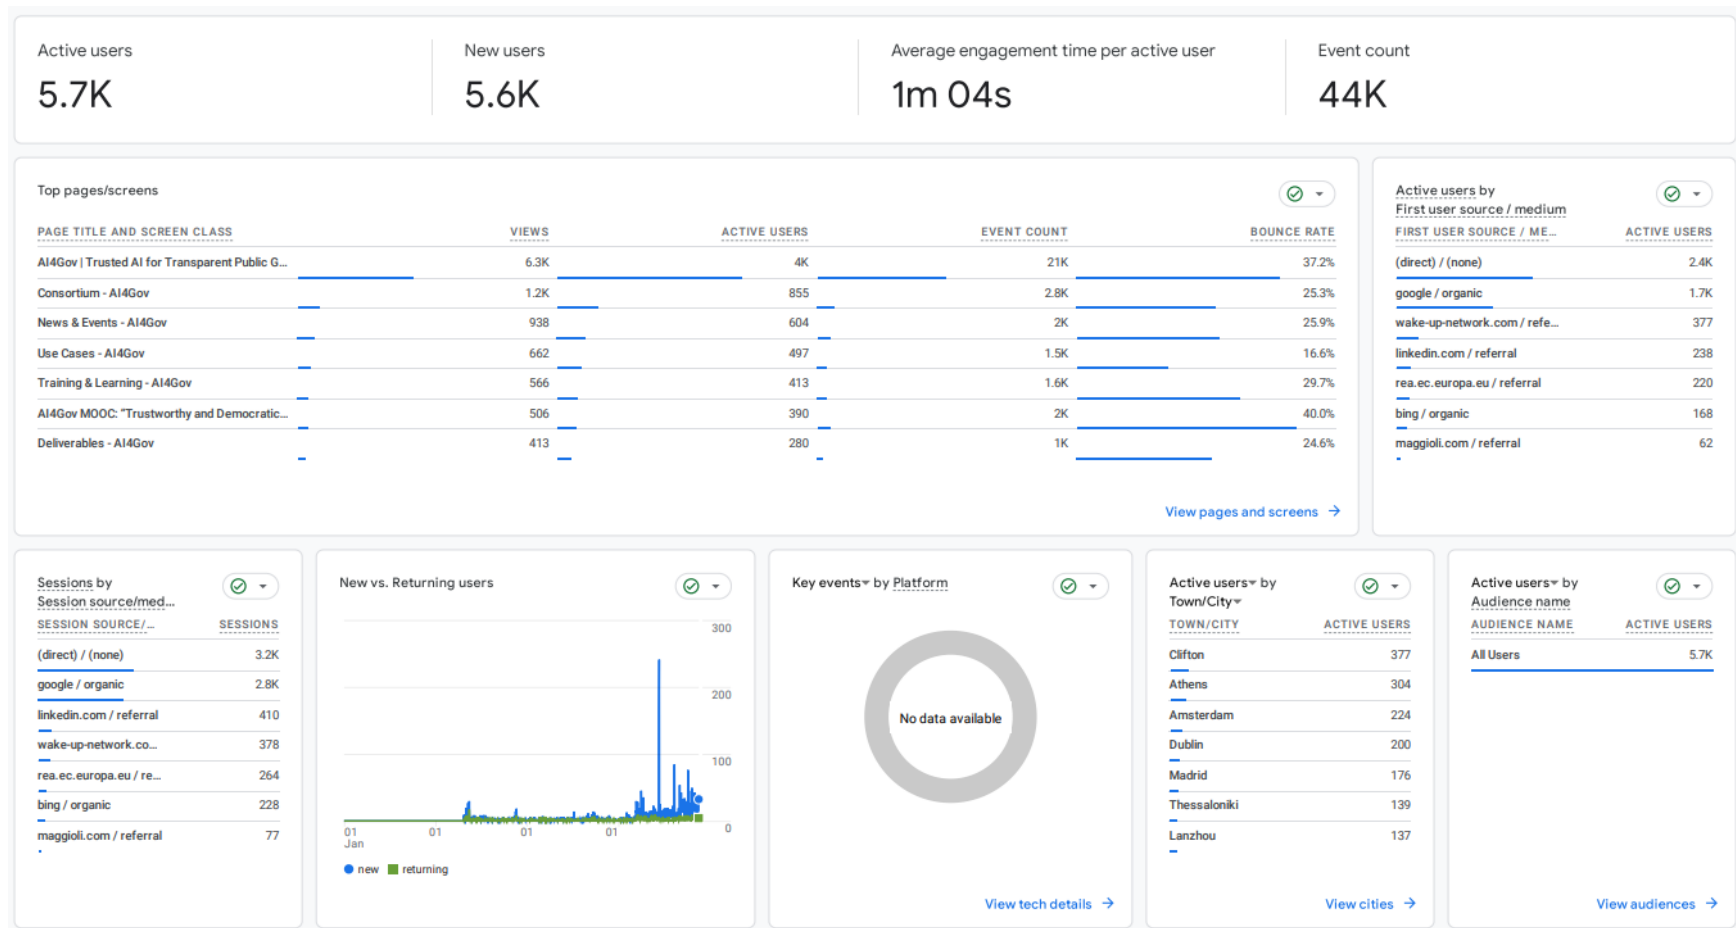 Active users
5.7K
New users
5.6K
Average engagement time per active user
1m 04s
Event count
44K
Top pages/screens
PAGE TITLE AND SCREEN CLASS VIEWS ACTIVE USERS EVENT COUNT BOUNCE RATE
AI4Gov | Trusted AI for Transparent Public G... 6.3K 4K 21K 37.2%
Consortium - AI4Gov 1.2K 855 2.8K 25.3%
News & Events - AI4Gov 938 604 2K 25.9%
Use Cases - AI4Gov 662 497 1.5K 16.6%
Training & Learning - AI4Gov 566 413 1.6K 29.7%
AI4Gov MOOC: “Trustworthy and Democratic... 506 390 2K 40.0%
Deliverables - AI4Gov 413 280 1K 24.6%
View pages and screens
Active users by
First user source / medium
FIRST USER SOURCE / ME... ACTIVE USERS
(direct) / (none) 2.4K
google / organic 1.7K
wake-up-network.com / refe... 377
linkedin.com / referral 238
rea.ec.europa.eu / referral 220
bing / organic 168
maggioli.com / referral 62
Sessions by
Session source/med...
SESSION SOURCE/... SESSIONS
(direct) / (none) 3.2K
google / organic 2.8K
linkedin.com / referral 410
wake-up-network.co... 378
rea.ec.europa.eu / re... 264
bing / organic 228
maggioli.com / referral 77
New vs. Returning users
300
200
100
0
01 01 01 01
Jan
new returning
Key events by Platform
No data available
View tech details
Active users by
Town/City
TOWN/CITY ACTIVE USERS
Clifton 377
Athens 304
Amsterdam 224
Dublin 200
Madrid 176
Thessaloniki 139
Lanzhou 137
View cities
Active users by
Audience name
AUDIENCE NAME ACTIVE USERS
All Users 5.7K
View audiences